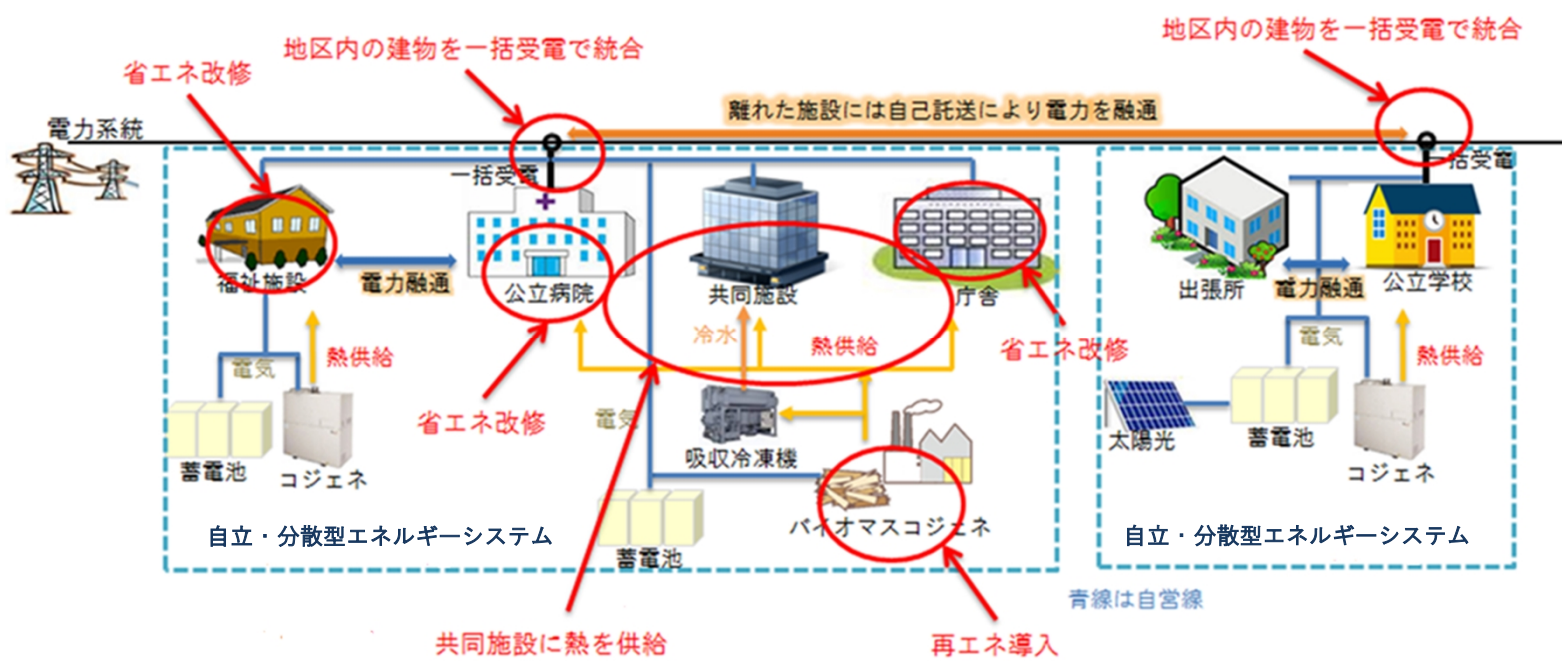 地区内の建物を一括受電で統合
地区内の建物を一括受電で統合
省エネ改修
離れた施設には自己託送により電力を融通
電力系統
一括受電
一括受電
福祉施設
電力融通
公立病院
共同施設
庁舎
出張所
電力融通
公立学校
冷水
熱供給
省エネ改修
電気
熱供給
電気
熱供給
省エネ改修
電気
吸収冷凍機
太陽光
蓄電池
コジェネ
蓄電池
コジェネ
バイオマスコジェネ
自立・分散型エネルギーシステム
自立・分散型エネルギーシステム
蓄電池
青線は自営線
共同施設に熱を供給
再エネ導入